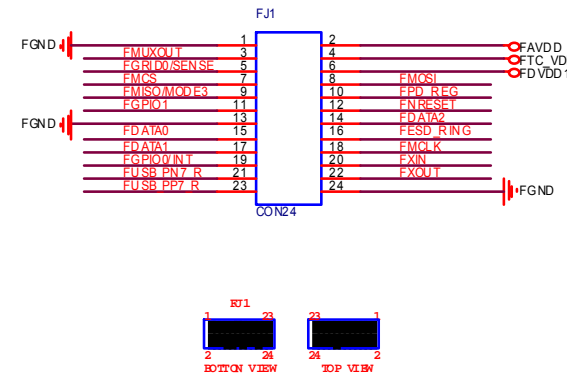 FJ1
FGND 1 2 FAVDD
FMUXOUT 3 4 FTC_VD
FGRID0/SENSE 5 6 FDVDD1
FMCS 7 8 FMOSI
FMISO/MODE3 9 10 FPD_REG
FGPIO1 11 12 FNRESET
FGND 13 14 FDATA2
FDATA0 15 16 FESD_RING
FDATA1 17 18 FMCLK
FGPIO0/INT 19 20 FXIN
FUSB_PN7_R 21 22 FXOUT
FUSB_PP7_R 23 24 FGND
CON24
FJ1
1 23 23 1
2 24 24 2
BOTTON VIEW TOP VIEW